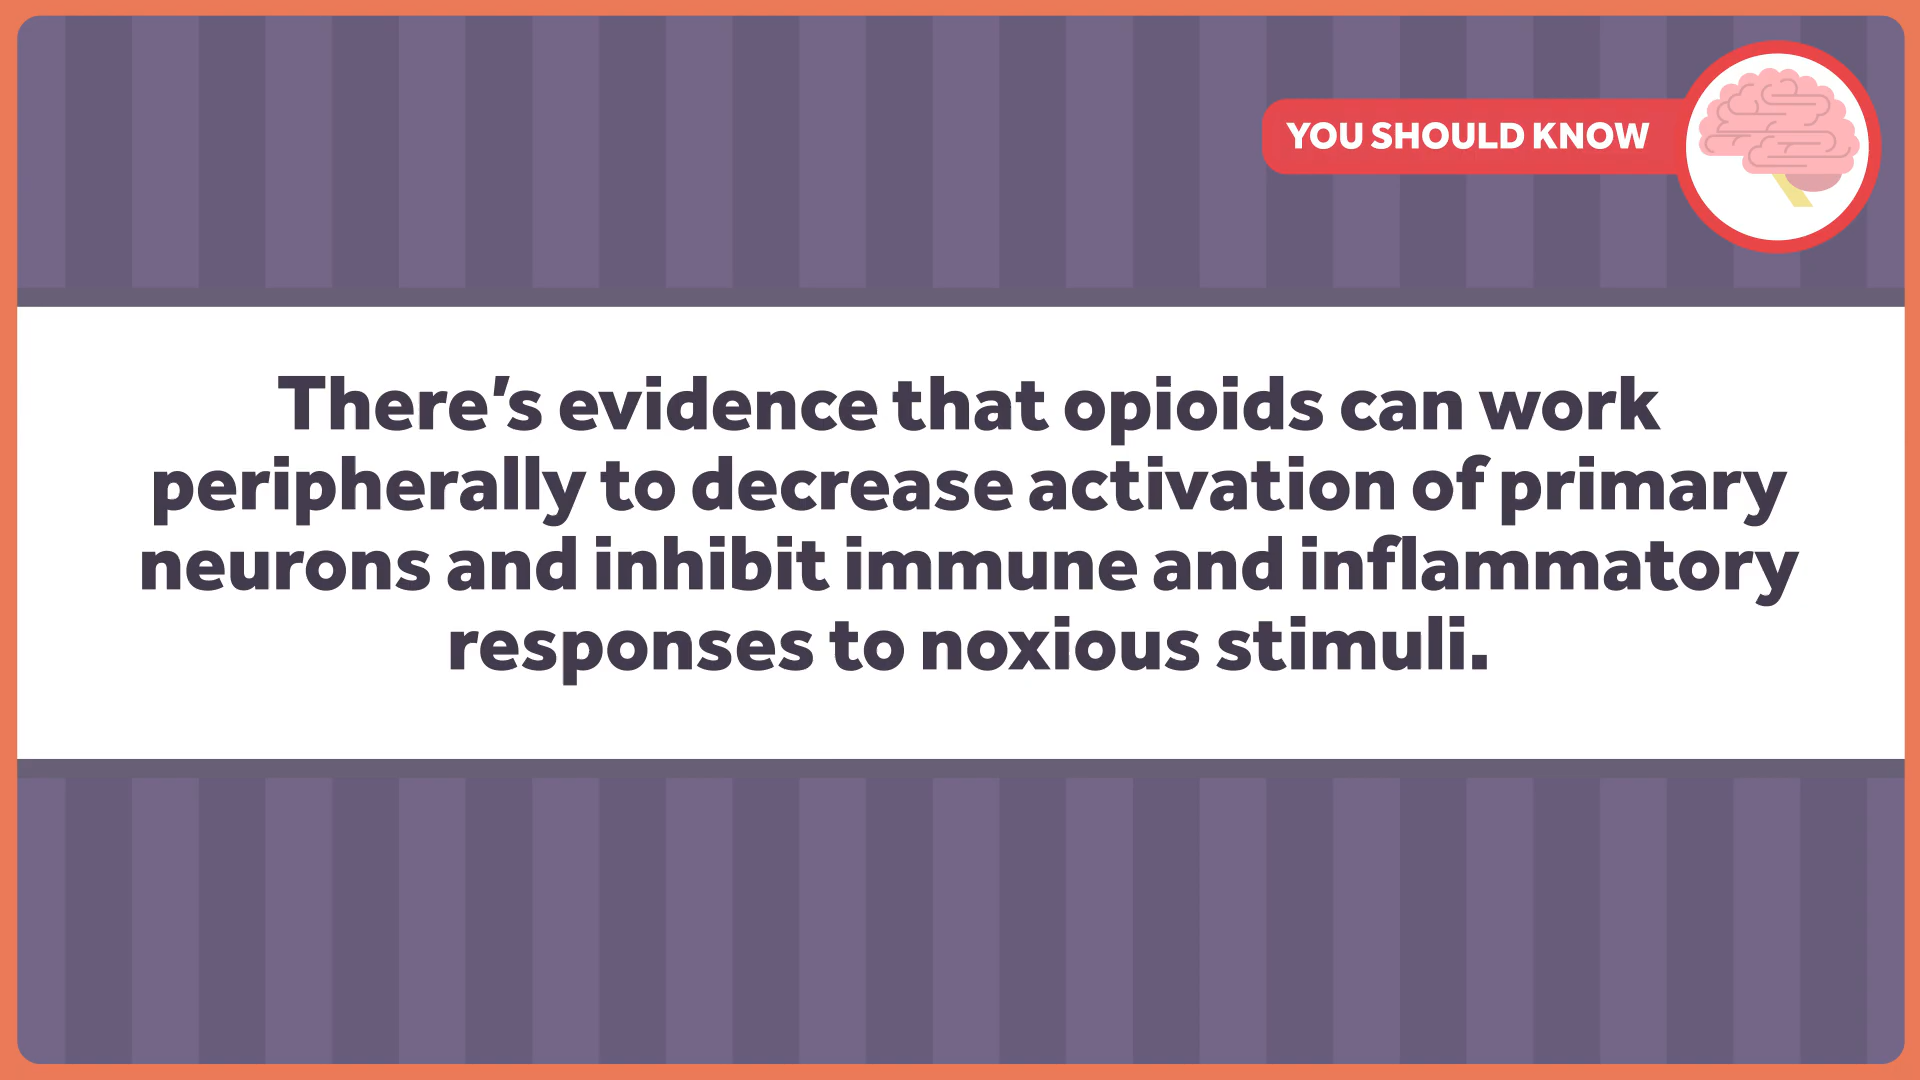 YOU SHOULD KNOW
There’s evidence that opioids can work
peripherally to decrease activation of primary
neurons and inhibit immune and inflammatory
responses to noxious stimuli.